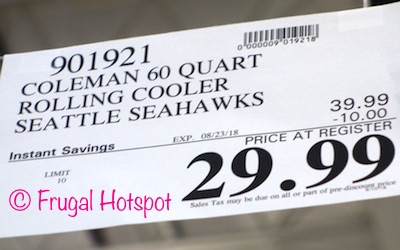 901921
0 000009 019218
COLEMAN 60 QUART
ROLLING COOLER
SEATTLE SEAHAWKS
39.99
Instant Savings
EXP. 08/23/18
-10.00
PRICE AT REGISTER
LIMIT
10
29.99
Sales Tax may be due on all or part of pre-discount price
© Frugal Hotspot